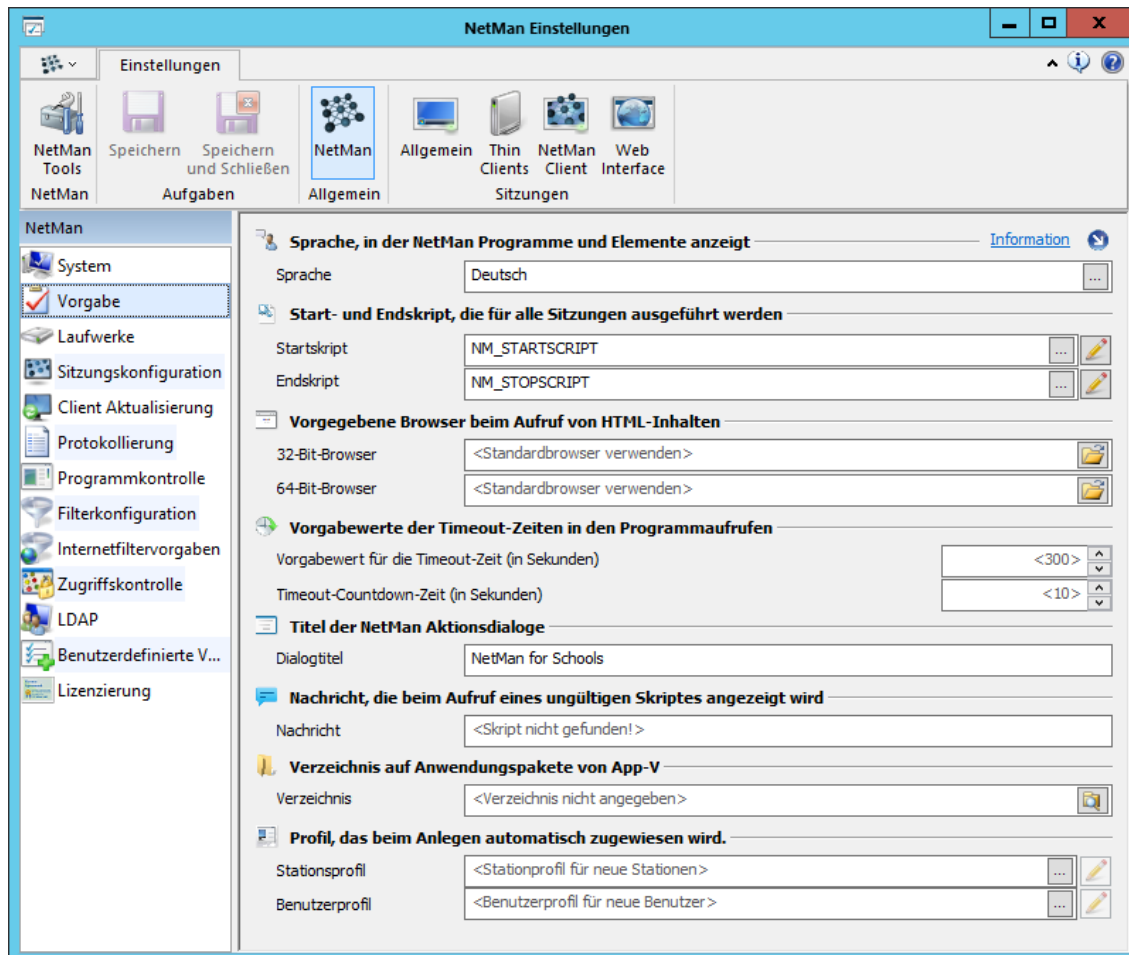 NetMan Einstellungen
Einstellungen
NetMan Tools
Speichern
Speichern und Schließen
NetMan
Allgemein
Thin Clients
NetMan Client
Web Interface
NetMan
Aufgaben
Allgemein
Sitzungen
NetMan
System
Vorgabe
Laufwerke
Sitzungskonfiguration
Client Aktualisierung
Protokollierung
Programmkontrolle
Filterkonfiguration
Internetfiltervorgaben
Zugriffskontrolle
LDAP
Benutzerdefinierte V...
Lizenzierung
Sprache, in der NetMan Programme und Elemente anzeigt
Information
Sprache
Deutsch
...
Start- und Endskript, die für alle Sitzungen ausgeführt werden
Startskript
NM_STARTSCRIPT
...
Endskript
NM_STOPSCRIPT
...
Vorgegebene Browser beim Aufruf von HTML-Inhalten
32-Bit-Browser
<Standardbrowser verwenden>
64-Bit-Browser
<Standardbrowser verwenden>
Vorgabewerte der Timeout-Zeiten in den Programmaufrufen
Vorgabewert für die Timeout-Zeit (in Sekunden)
<300>
Timeout-Countdown-Zeit (in Sekunden)
<10>
Titel der NetMan Aktionsdialoge
Dialogtitel
NetMan for Schools
Nachricht, die beim Aufruf eines ungültigen Skriptes angezeigt wird
Nachricht
<Skript nicht gefunden!>
Verzeichnis auf Anwendungspakete von App-V
Verzeichnis
<Verzeichnis nicht angegeben>
Profil, das beim Anlegen automatisch zugewiesen wird.
Stationsprofil
<Stationprofil für neue Stationen>
...
Benutzerprofil
<Benutzerprofil für neue Benutzer>
...